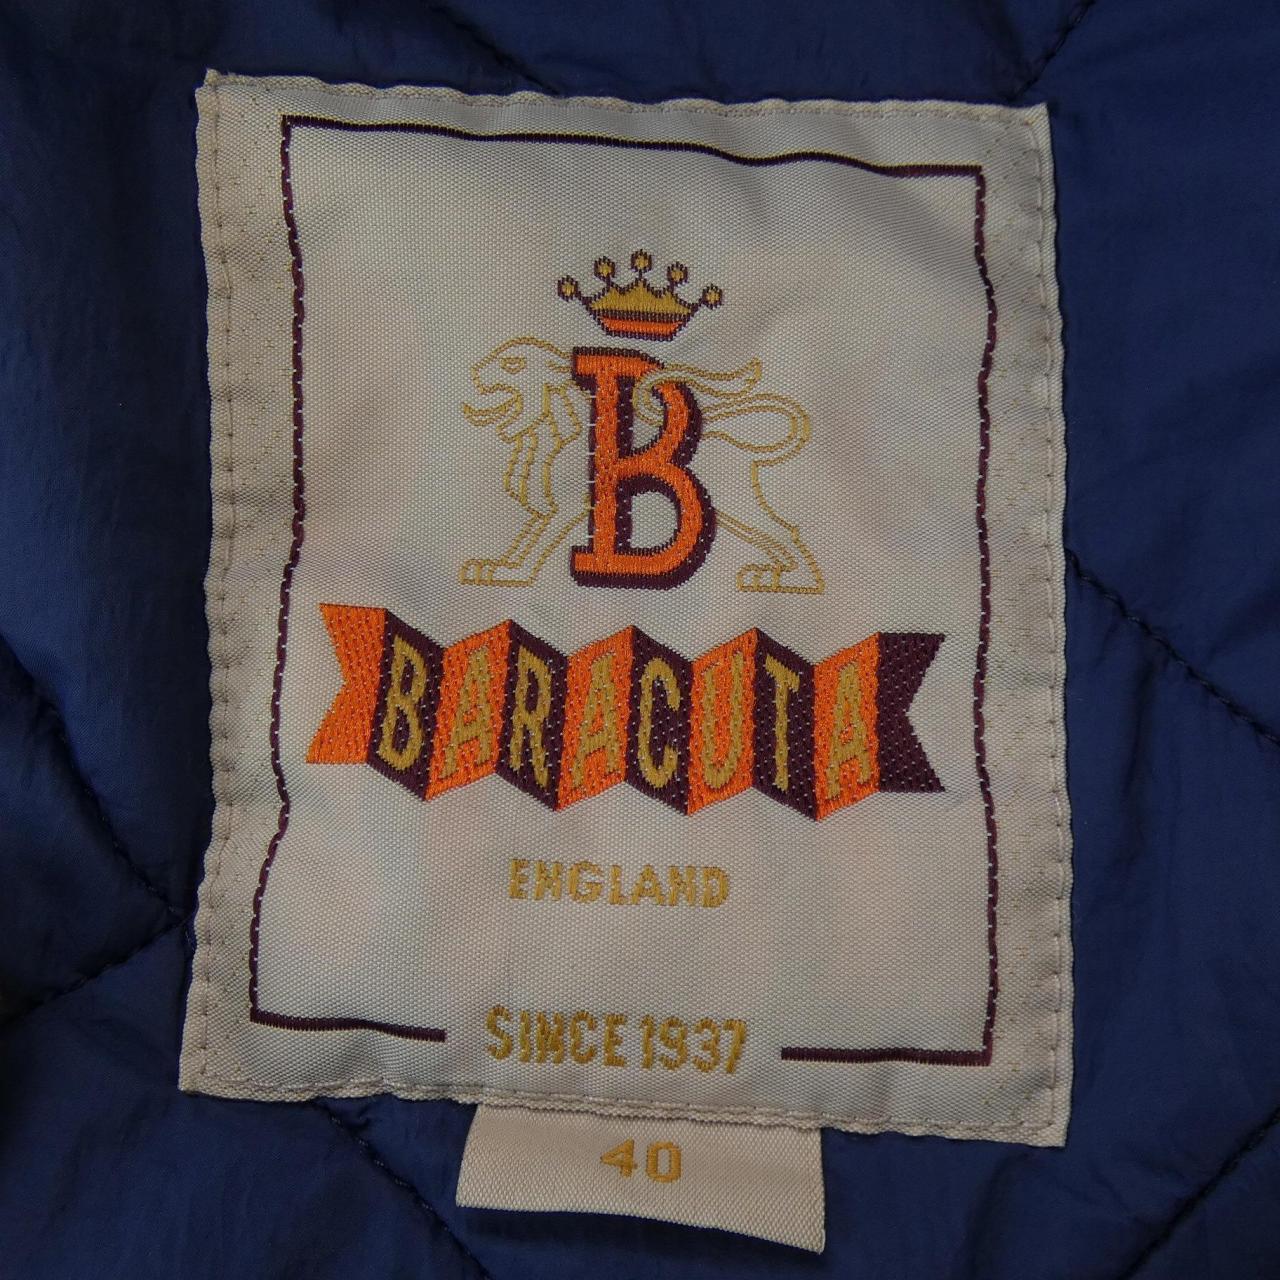 B
BARACUTA
ENGLAND
SINCE 1937
40